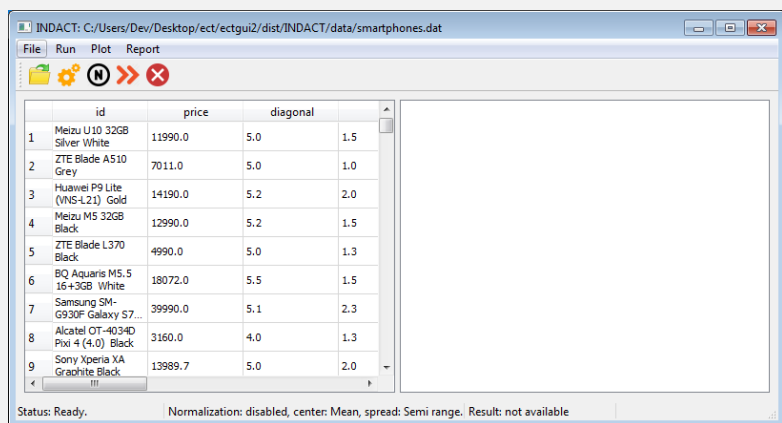 INDACT: C:/Users/Dev/Desktop/ect/ectgui2/dist/INDACT/data/smartphones.dat
File Run Plot Report
N
id price diagonal
1 Meizu U10 32GB Silver White 11990.0 5.0 1.5
2 ZTE Blade A510 Grey 7011.0 5.0 1.0
3 Huawei P9 Lite (VNS-L21) Gold 14190.0 5.2 2.0
4 Meizu M5 32GB Black 12990.0 5.2 1.5
5 ZTE Blade L370 Black 4990.0 5.0 1.3
6 BQ Aquaris M5.5 16+3GB White 18072.0 5.5 1.5
7 Samsung SM-G930F Galaxy S7... 39990.0 5.1 2.3
8 Alcatel OT-4034D Pixi 4 (4.0) Black 3160.0 4.0 1.3
9 Sony Xperia XA Graphite Black 13989.7 5.0 2.0
Status: Ready. Normalization: disabled, center: Mean, spread: Semi range. Result: not available